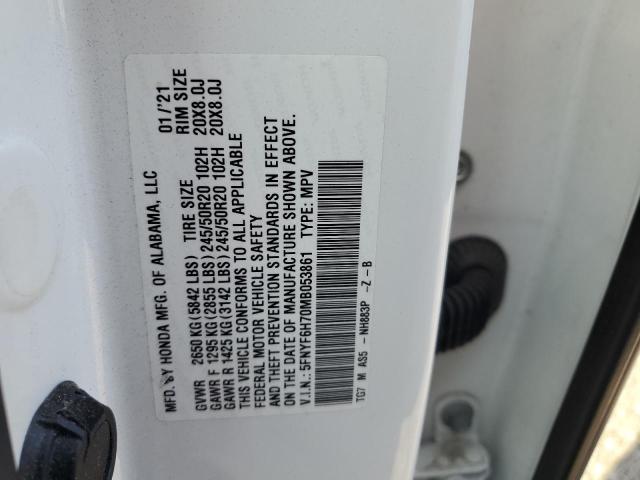 MFD. BY HONDA MFG. OF ALABAMA, LLC 01/'21
GVWR 2650 KG (5842 LBS) TIRE SIZE RIM SIZE
GAWR F 1295 KG (2855 LBS) 245/50R20 102H 20X8.0J
GAWR R 1425 KG (3142 LBS) 245/50R20 102H 20X8.0J
THIS VEHICLE CONFORMS TO ALL APPLICABLE
FEDERAL MOTOR VEHICLE SAFETY
AND THEFT PREVENTION STANDARDS IN EFFECT
ON THE DATE OF MANUFACTURE SHOWN ABOVE.
V.I.N.: 5FNYF6H70MB053861 TYPE: MPV
TG7 M AS5 - NH883P -Z -B